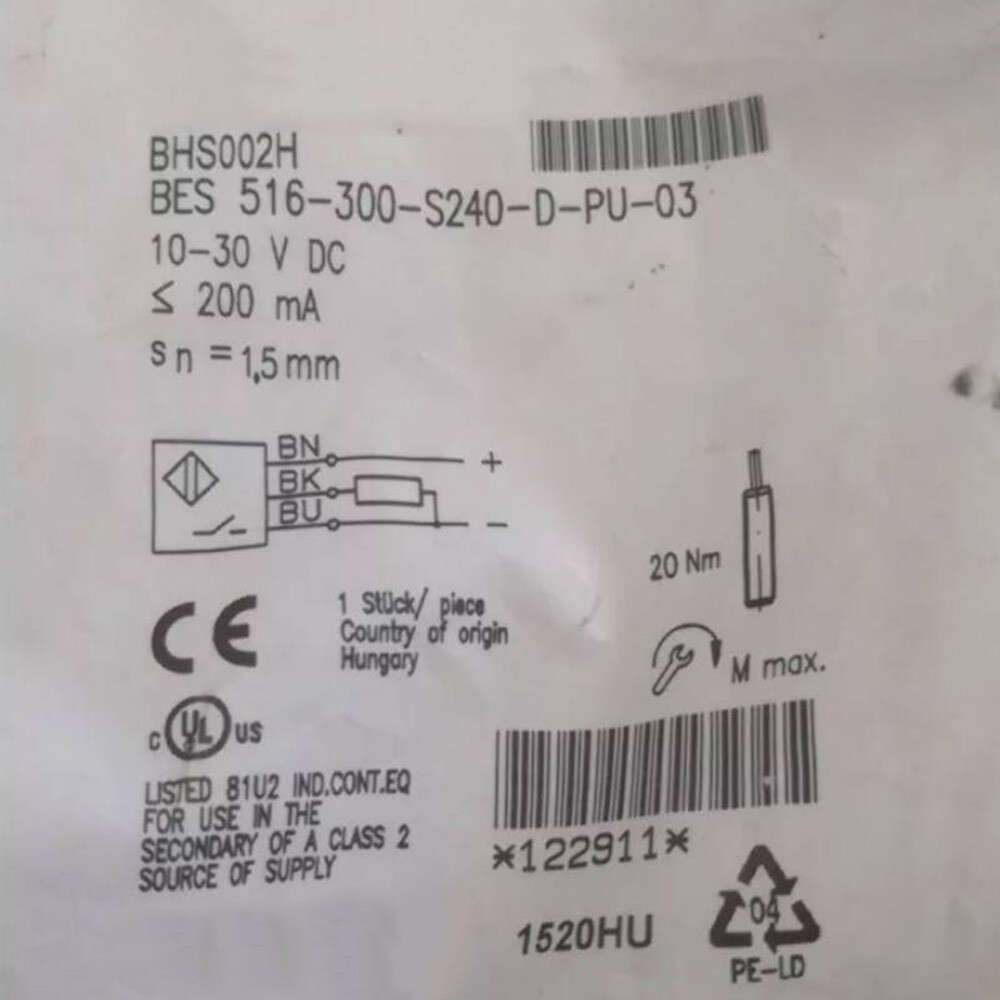 BHS002H
BES 516-300-S240-D-PU-03
10-30 V DC
≤ 200 mA
sn =1,5mm
BN
+
BK
BU
-
20 Nm
M max.
CE
1 Stück/ piece
Country of origin
Hungary
c UL us
LISTED 81U2 IND.CONT.EQ
FOR USE IN THE
SECONDARY OF A CLASS 2
SOURCE OF SUPPLY
*122911*
1520HU
04
PE-LD